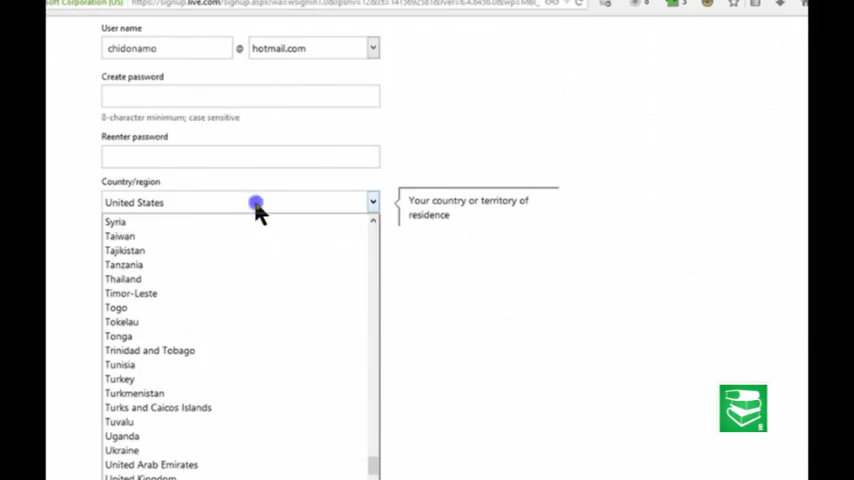 User name
chidonamo @ hotmail.com
Create password
8-character minimum; case sensitive
Reenter password
Country/region
United States
Your country or territory of
residence
Syria
Taiwan
Tajikistan
Tanzania
Thailand
Timor-Leste
Togo
Tokelau
Tonga
Trinidad and Tobago
Tunisia
Turkey
Turkmenistan
Turks and Caicos Islands
Tuvalu
Uganda
Ukraine
United Arab Emirates
United Kingdom